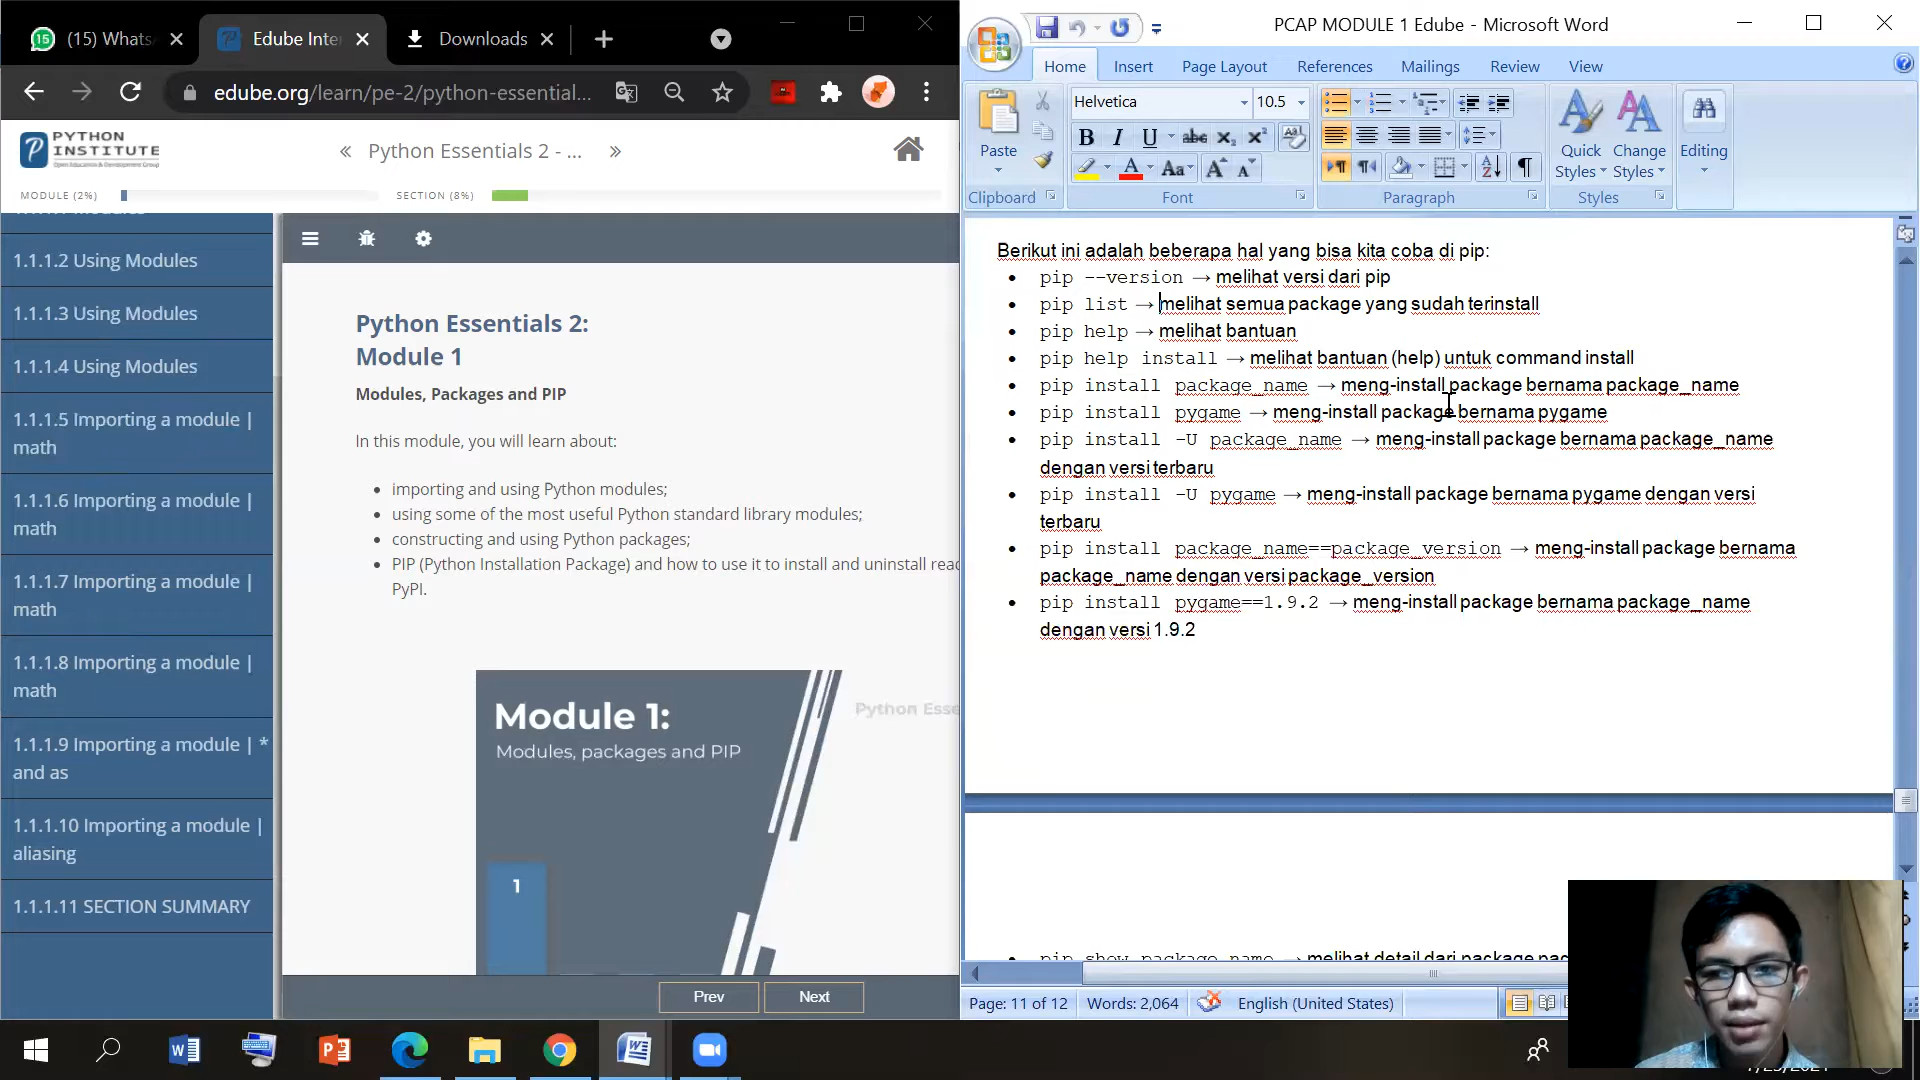 (15) Whats
Edube Inte
Downloads
edube.org/learn/pe-2/python-essential...
PYTHON
INSTITUTE
Open Education & Development Group
« Python Essentials 2 - ... »
MODULE (2%)
SECTION (8%)
1.1.1.2 Using Modules
1.1.1.3 Using Modules
1.1.1.4 Using Modules
1.1.1.5 Importing a module |
math
1.1.1.6 Importing a module |
math
1.1.1.7 Importing a module |
math
1.1.1.8 Importing a module |
math
1.1.1.9 Importing a module | *
and as
1.1.1.10 Importing a module |
aliasing
1.1.1.11 SECTION SUMMARY
Python Essentials 2:
Module 1
Modules, Packages and PIP
In this module, you will learn about:
• importing and using Python modules;
• using some of the most useful Python standard library modules;
• constructing and using Python packages;
• PIP (Python Installation Package) and how to use it to install and uninstall
PyPI.
Module 1:
Modules, packages and PIP
1
Python Esse
Prev
Next
PCAP MODULE 1 Edube - Microsoft Word
Home Insert Page Layout References Mailings Review View
Helvetica 10.5
Paste
Quick
Styles
Change
Styles
Editing
Clipboard Font Paragraph Styles
Berikut ini adalah beberapa hal yang bisa kita coba di pip:
• pip --version → melihat versi dari pip
• pip list → melihat semua package yang sudah terinstall
• pip help → melihat bantuan
• pip help install → melihat bantuan (help) untuk command install
• pip install package_name → meng-install package bernama package_name
• pip install pygame → meng-install package bernama pygame
• pip install -U package_name → meng-install package bernama package_name
dengan versi terbaru
• pip install -U pygame → meng-install package bernama pygame dengan versi
terbaru
• pip install package_name==package_version → meng-install package bernama
package_name dengan versi package_version
• pip install pygame==1.9.2 → meng-install package bernama package_name
dengan versi 1.9.2
• pip show package_name → melihat detail dari package
Page: 11 of 12
Words: 2,064
English (United States)